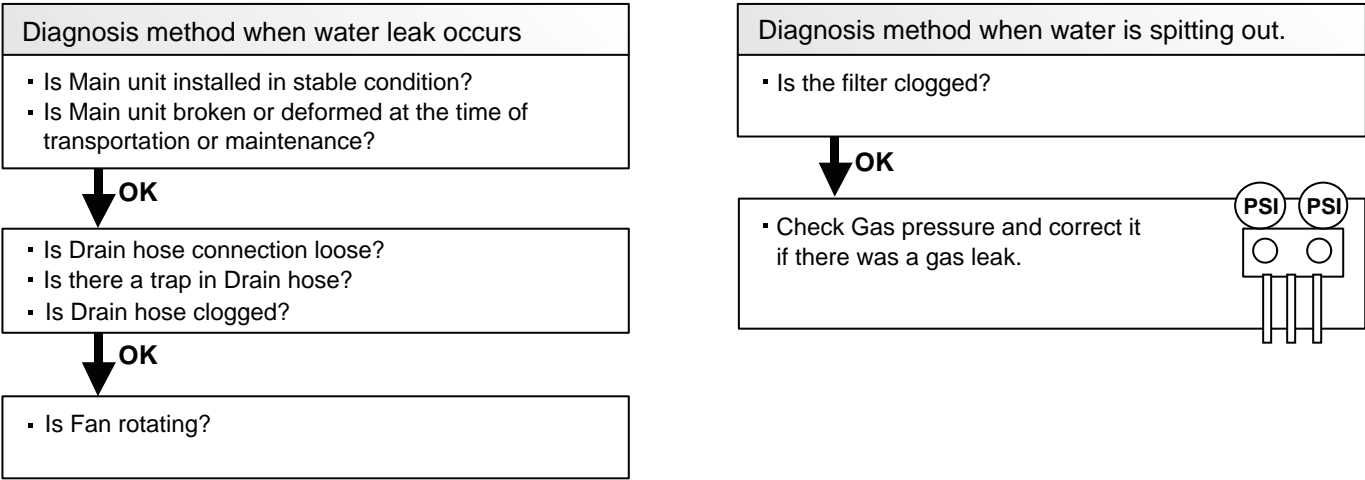 Diagnosis method when water leak occurs
▪ Is Main unit installed in stable condition?
▪ Is Main unit broken or deformed at the time of
transportation or maintenance?
OK
▪ Is Drain hose connection loose?
▪ Is there a trap in Drain hose?
▪ Is Drain hose clogged?
OK
▪ Is Fan rotating?
Diagnosis method when water is spitting out.
▪ Is the filter clogged?
OK
▪ Check Gas pressure and correct it
if there was a gas leak.
PSI PSI